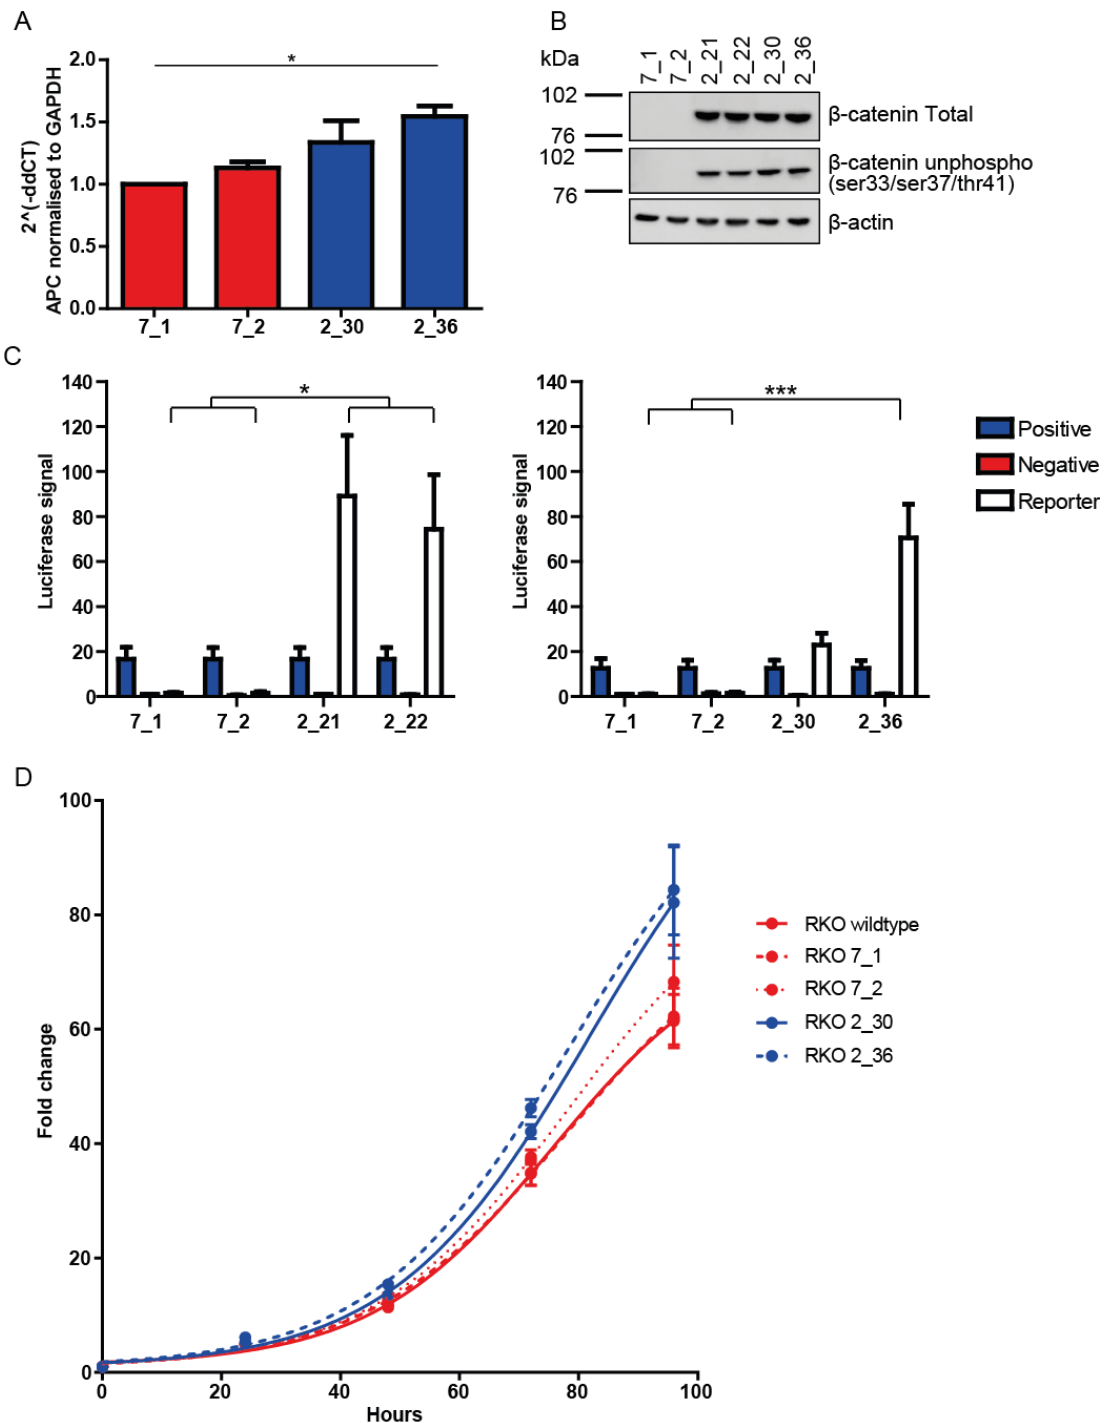 A
2^(-ddCT)
APC normalised to GAPDH
2.0
1.5
1.0
0.5
0.0
*
7_1
7_2
2_30
2_36
B
kDa
7_1
7_2
2_21
2_22
2_30
2_36
102
76
102
76
β-catenin Total
β-catenin unphospho
(ser33/ser37/thr41)
β-actin
C
Luciferase signal
140
120
100
80
60
40
20
0
*
7_1
7_2
2_21
2_22
Luciferase signal
140
120
100
80
60
40
20
0
***
7_1
7_2
2_30
2_36
Positive
Negative
Reporter
D
Fold change
100
80
60
40
20
0
0
20
40
60
80
100
Hours
RKO wildtype
RKO 7_1
RKO 7_2
RKO 2_30
RKO 2_36